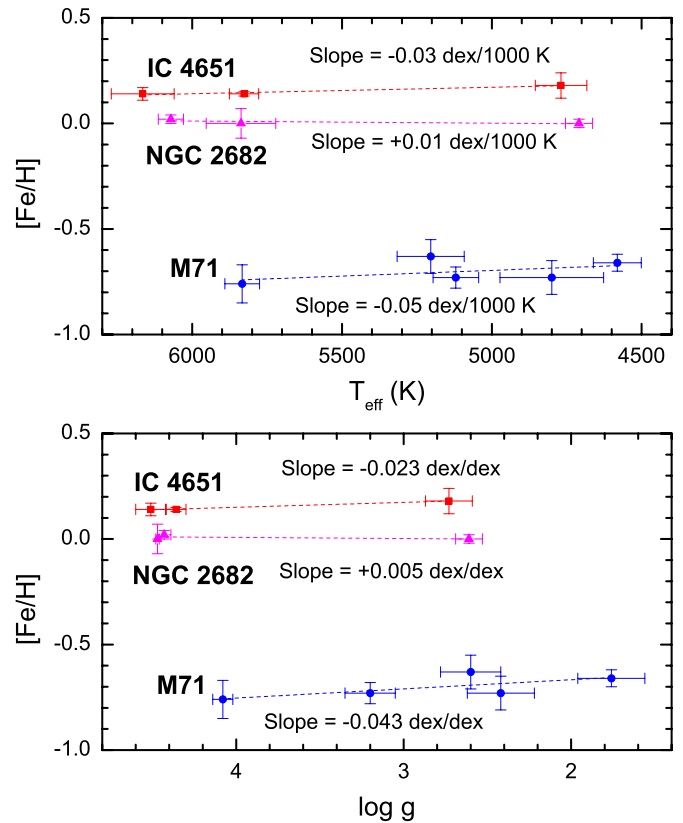 0.5
Slope = -0.03 dex/1000 K
IC 4651
0.0
Slope = +0.01 dex/1000 K
NGC 2682
[Fe/H]
-0.5
M71
Slope = -0.05 dex/1000 K
-1.0
6000 5500 5000 4500
Teff (K)
0.5
Slope = -0.023 dex/dex
IC 4651
0.0
NGC 2682
Slope = +0.005 dex/dex
[Fe/H]
-0.5
M71
Slope = -0.043 dex/dex
-1.0
4 3 2
log g